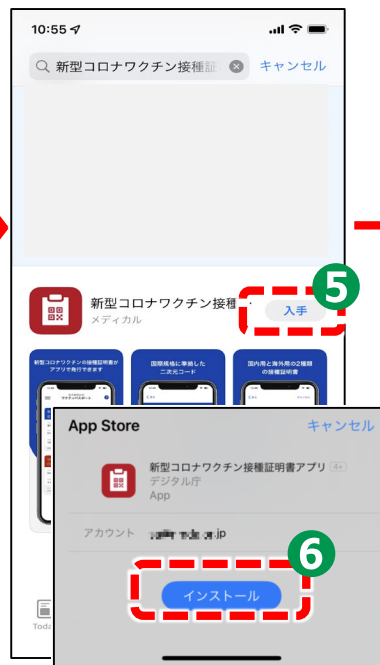 10:55
新型コロナワクチン接種証
キャンセル
新型コロナワクチン接種
メディカル
入手
5
新型コロナワクチンの接種証明書が
アプリで発行できます
国際規格に準拠した
二次元コード
国内用と海外用の2種類
の接種証明書
App Store
キャンセル
新型コロナワクチン接種証明書アプリ 4+
デジタル庁
App
アカウント
.jp
6
インストール
Toda